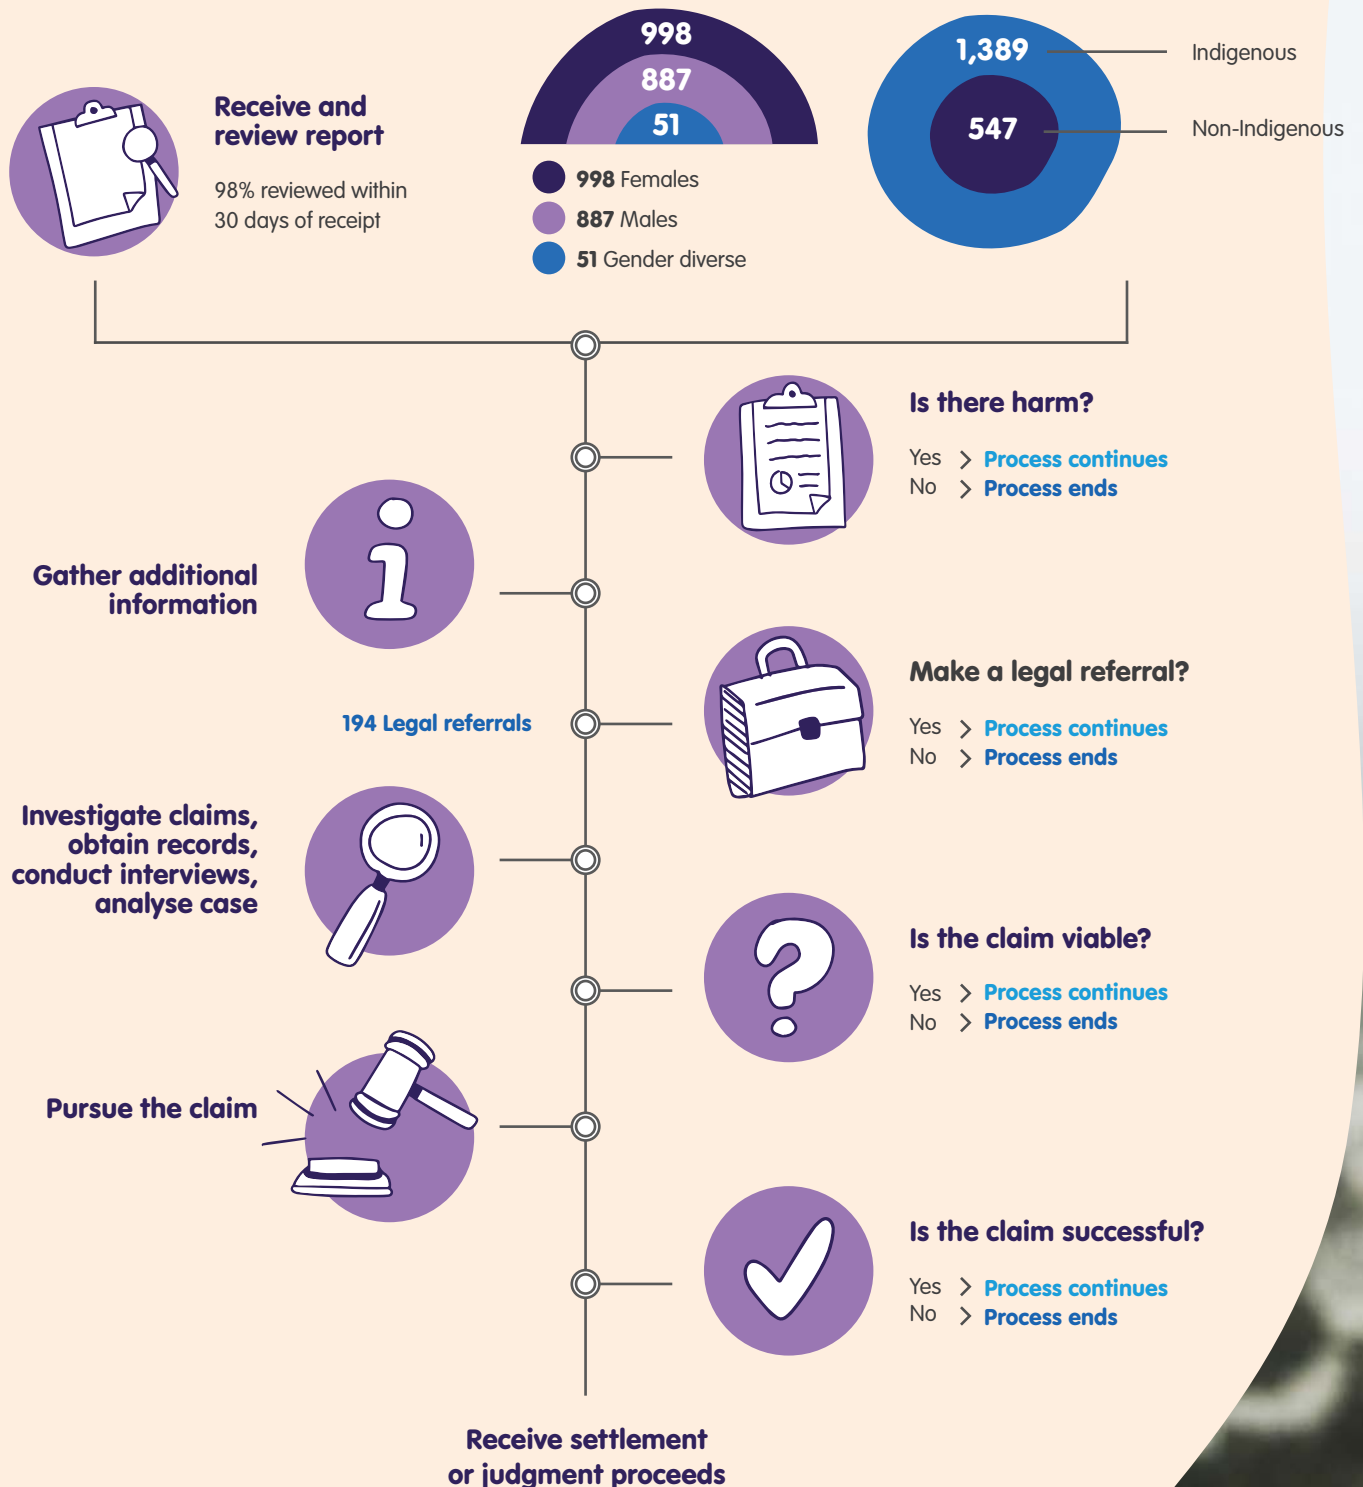 Receive and
review report
98% reviewed within
30 days of receipt
998
887
51
998 Females
887 Males
51 Gender diverse
1,389
Indigenous
547
Non-Indigenous
Is there harm?
Yes > Process continues
No > Process ends
Gather additional
information
Make a legal referral?
194 Legal referrals
Yes > Process continues
No > Process ends
Investigate claims,
obtain records,
conduct interviews,
analyse case
Is the claim viable?
Yes > Process continues
No > Process ends
Pursue the claim
Is the claim successful?
Yes > Process continues
No > Process ends
Receive settlement
or judgment proceeds